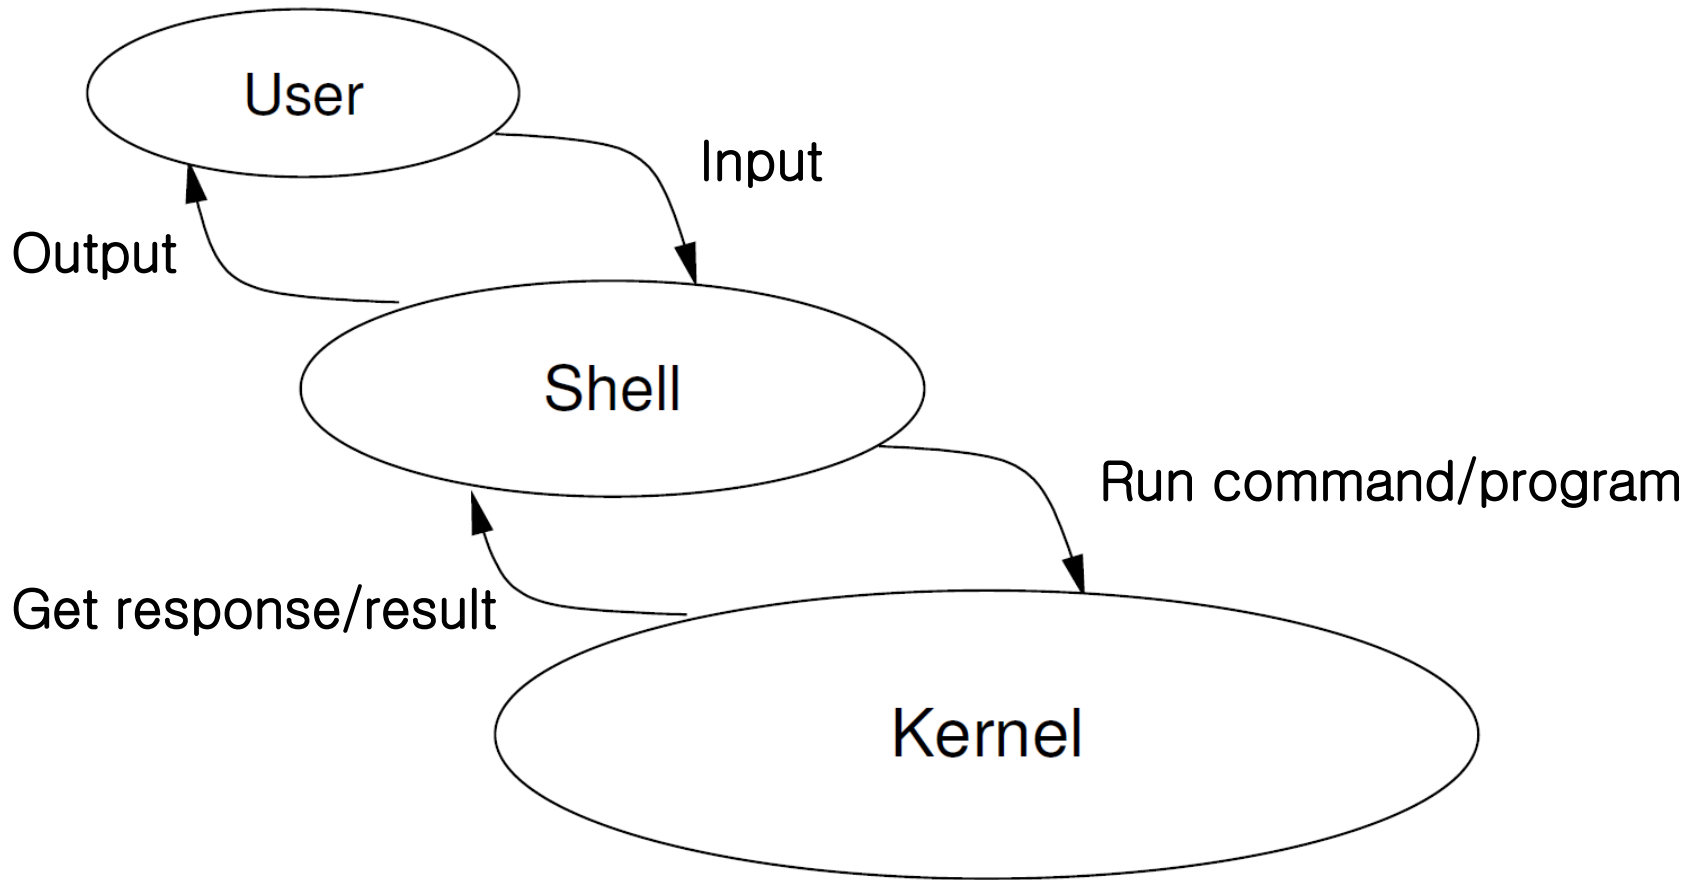 User
Input
Output
Shell
Run command/program
Get response/result
Kernel